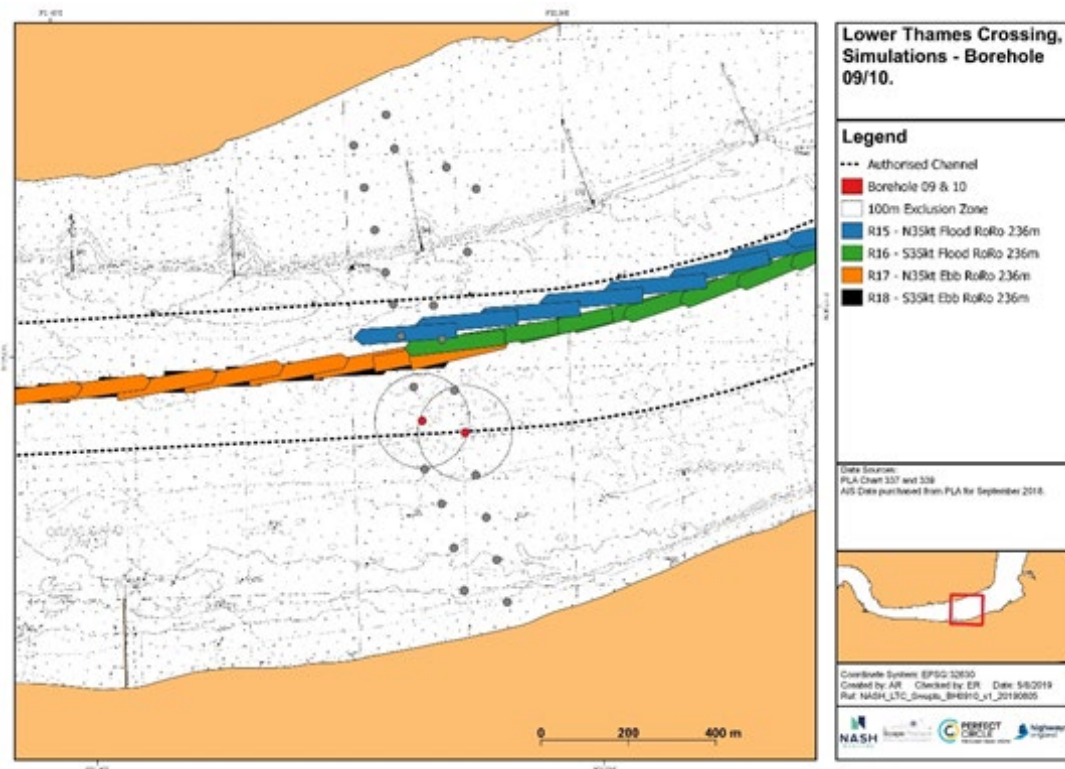 Lower Thames Crossing,
Simulations - Borehole
09/10.
Legend
Authorised Channel
Borehole 09 & 10
100m Exclusion Zone
R15 - N35kt Flood RoRo 236m
R16 - S35kt Flood RoRo 236m
R17 - N35kt Ebb RoRo 236m
R18 - S35kt Ebb RoRo 236m
Data Sources:
PLA Chart 337 and 338
AIS Data purchased from PLA for September 2018.
0 200 400 m
Coordinate System: EPSG:32630
Created by: AR Checked by: ER Date: 5/6/2019
NASH
PERFECT
CIRCLE
highways
england